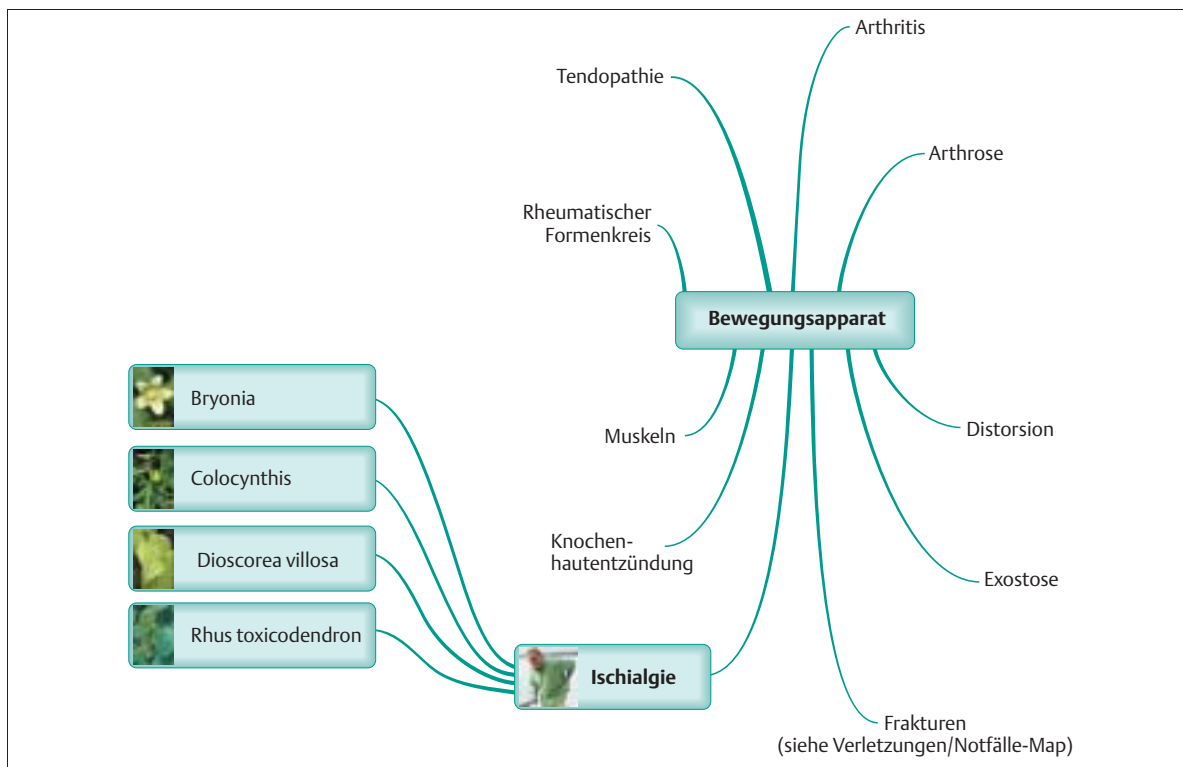 Arthritis
Tendopathie
Arthrose
Rheumatischer
Formenkreis
Bewegungsapparat
Bryonia
Muskeln
Distorsion
Colocynthis
Knochen-
hautentzündung
Dioscorea villosa
Exostose
Rhus toxicodendron
Ischialgie
Frakturen
(siehe Verletzungen/Notfälle-Map)